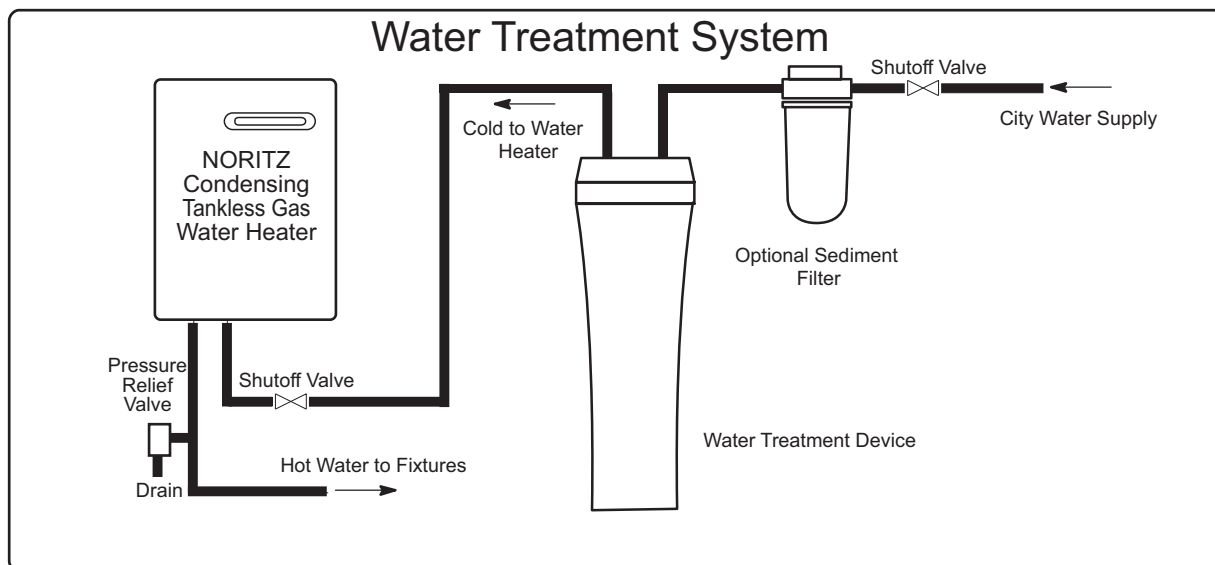 Water Treatment System
NORITZ
Condensing
Tankless Gas
Water Heater
Cold to Water
Heater
Shutoff Valve
City Water Supply
Optional Sediment
Filter
Pressure
Relief
Valve
Shutoff Valve
Water Treatment Device
Hot Water to Fixtures
Drain